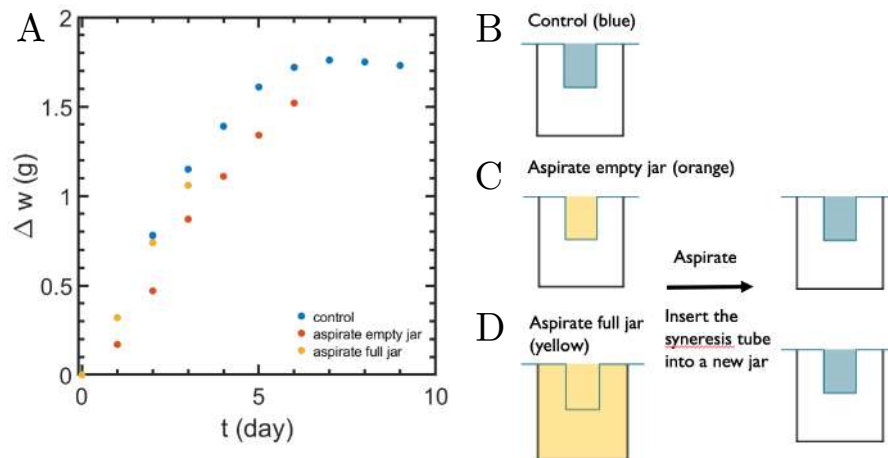 A
2
1.5
1
0.5
0
0
5
10
Δ w (g)
t (day)
control
aspirate empty jar
aspirate full jar
B
Control (blue)
C
Aspirate empty jar (orange)
Aspirate
Insert the
syneresis tube
into a new jar
D
Aspirate full jar
(yellow)